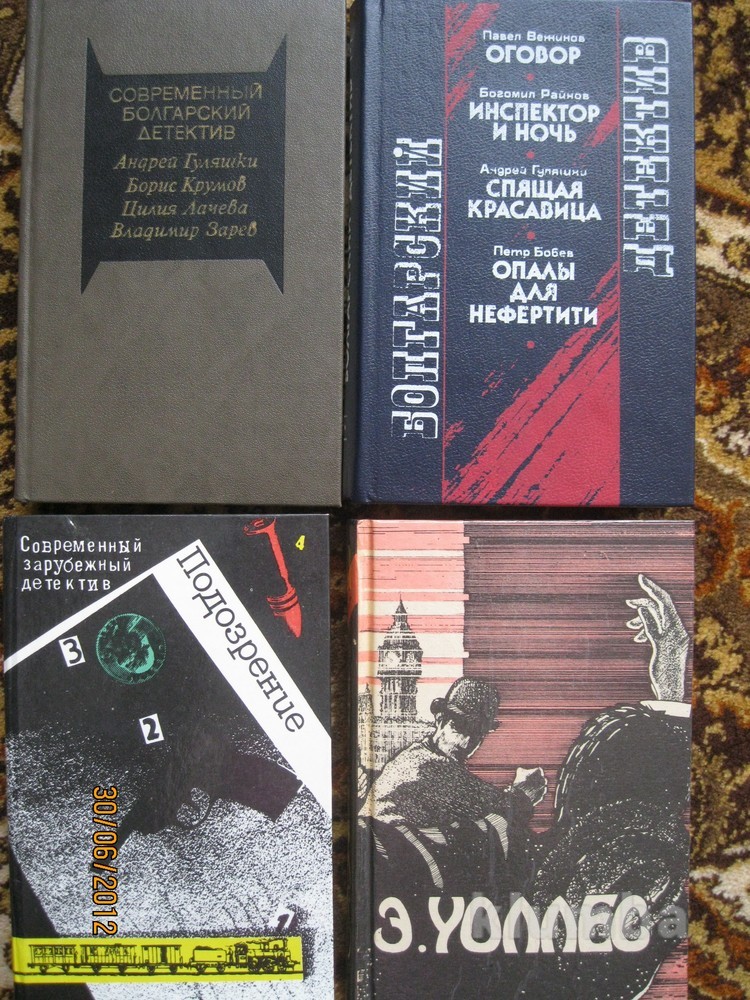 СОВРЕМЕННЫЙ
БОЛГАРСКИЙ
ДЕТЕКТИВ
Андрей Гуляшки
Борис Крумов
Цилия Лачева
Владимир Зарев
БОЛГАРСКИЙ
Павел Вежинов
ОГОВОР
Богомил Райнов
ИНСПЕКТОР
И НОЧЬ
Андрей Гуляшки
СПЯЩАЯ
КРАСАВИЦА
Петр Бобев
ОПАЛЫ
ДЛЯ
НЕФЕРТИТИ
ДЕТЕКТИВ
Современный
зарубежный
детектив
Подозрение
4
3
2
1
30/06/2012
Э. УОЛЛЕС
klumba